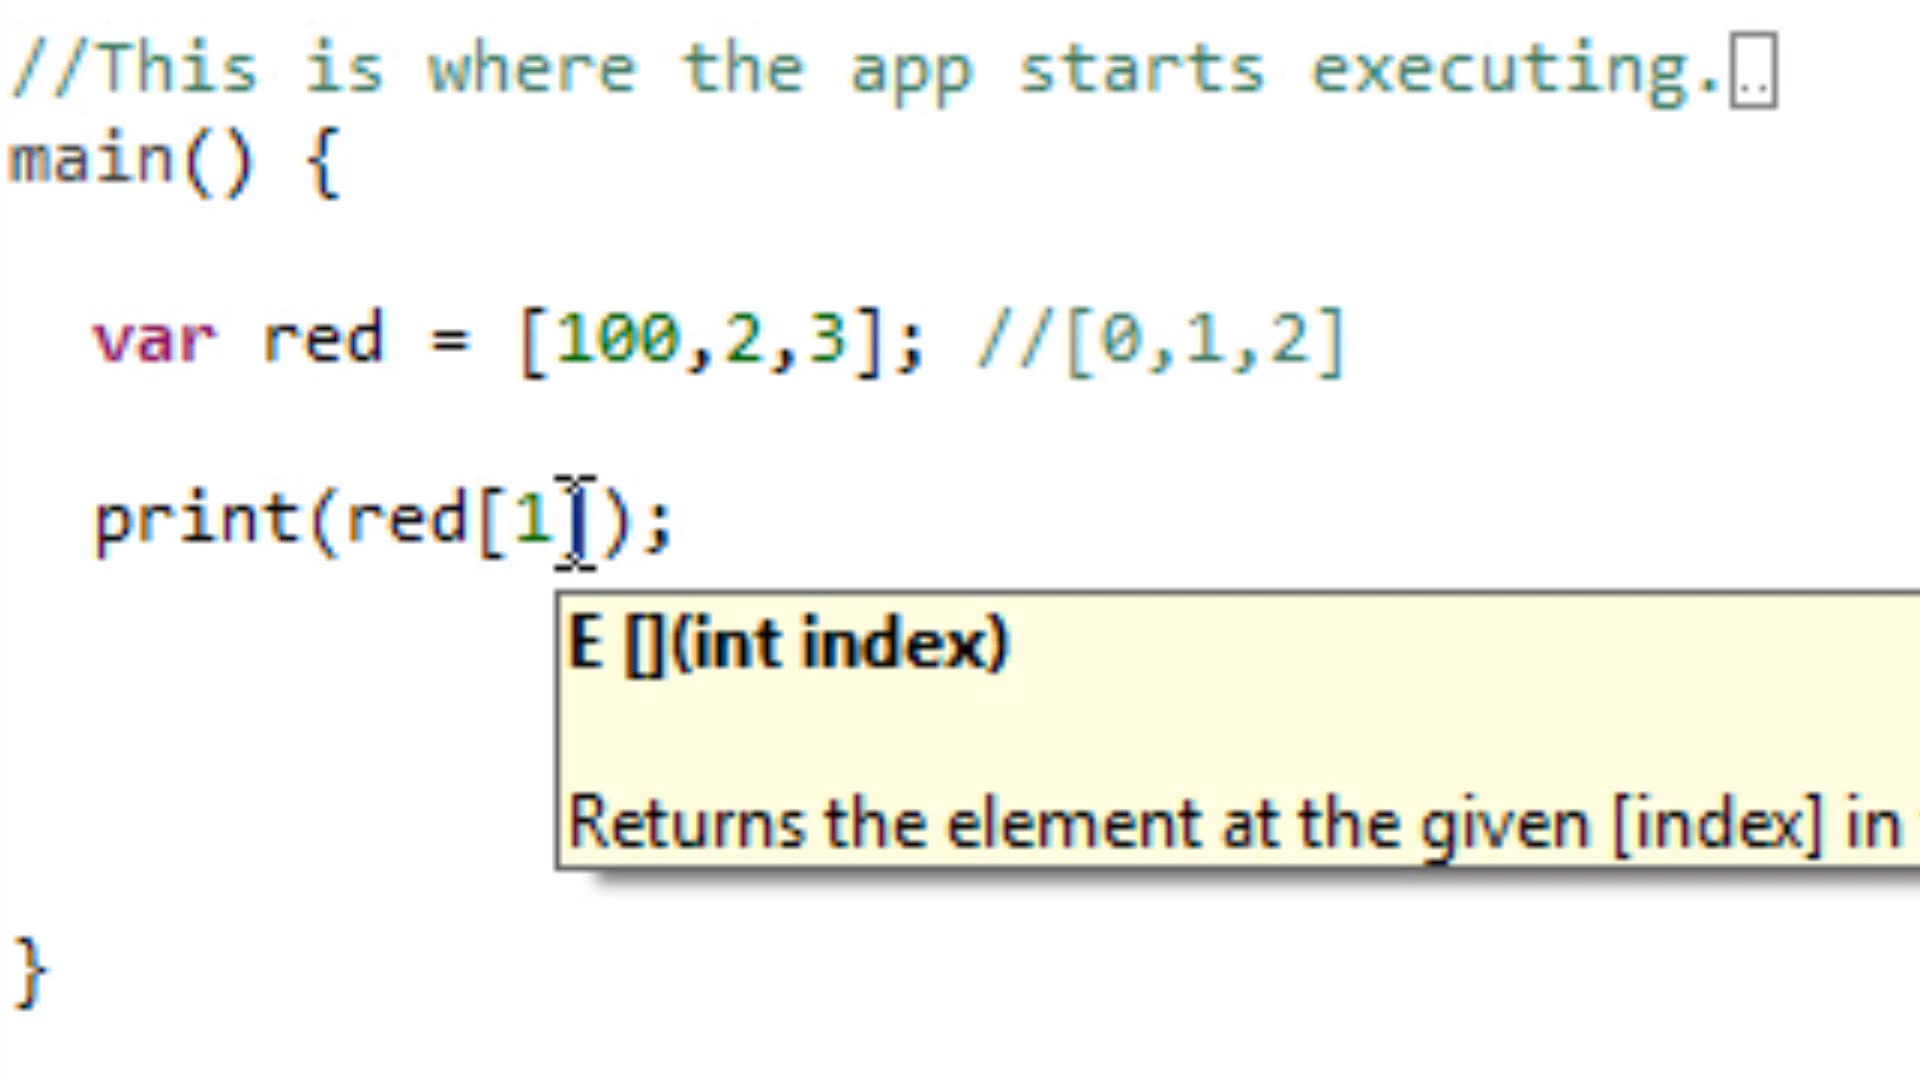 //This is where the app starts executing...
main() {
var red = [100,2,3]; //[0,1,2]
print(red[1]);
E [](int index)
Returns the element at the given [index] in
}